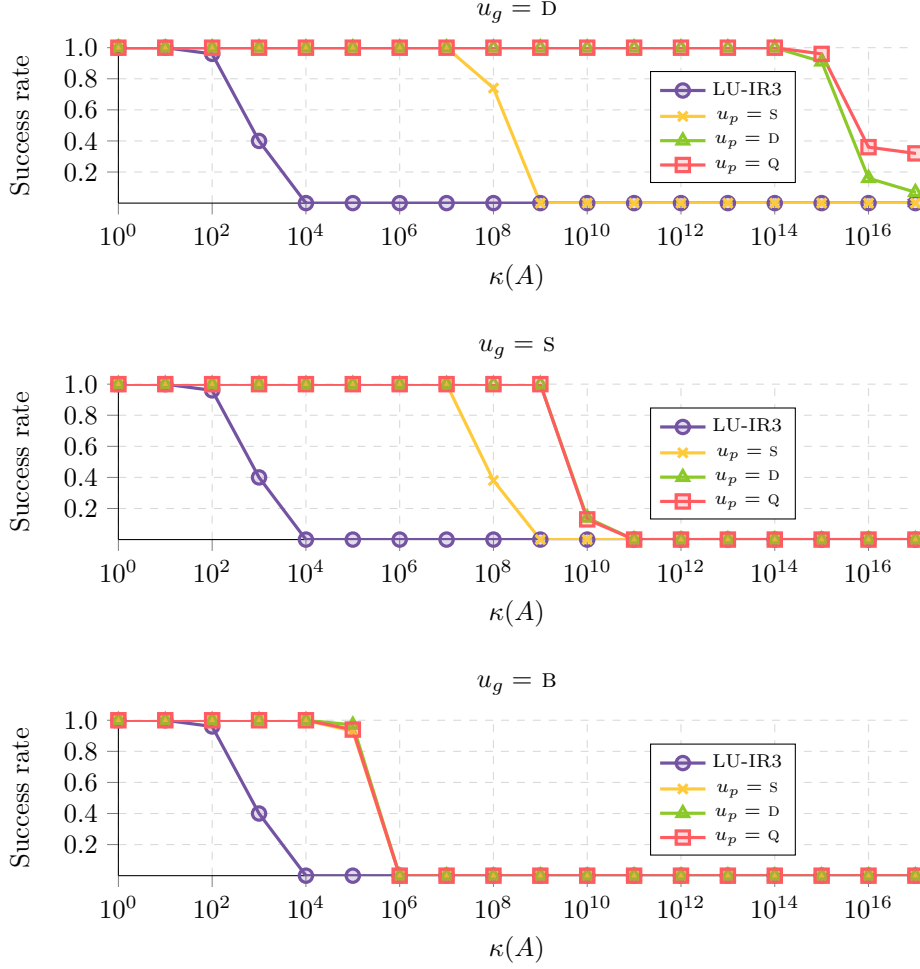 u_g = D
Success rate
1.0
0.8
0.6
0.4
0.2
LU-IR3
u_p = S
u_p = D
u_p = Q
10^0 10^2 10^4 10^6 10^8 10^10 10^12 10^14 10^16
κ(A)
u_g = S
Success rate
1.0
0.8
0.6
0.4
0.2
LU-IR3
u_p = S
u_p = D
u_p = Q
10^0 10^2 10^4 10^6 10^8 10^10 10^12 10^14 10^16
κ(A)
u_g = B
Success rate
1.0
0.8
0.6
0.4
0.2
LU-IR3
u_p = S
u_p = D
u_p = Q
10^0 10^2 10^4 10^6 10^8 10^10 10^12 10^14 10^16
κ(A)